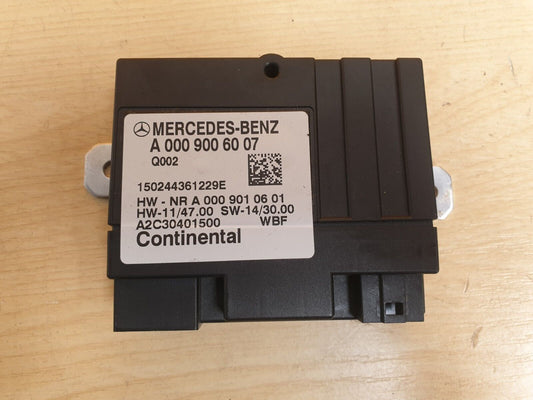 MERCEDES-BENZ
A 000 900 60 07
Q002
150244361229E
HW - NR A 000 901 06 01
HW-11/47.00 SW-14/30.00
A2C30401500 WBF
Continental